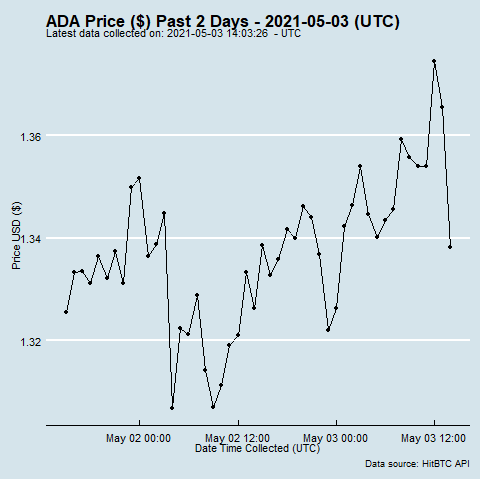 ADA Price ($) Past 2 Days - 2021-05-03 (UTC)
Latest data collected on: 2021-05-03 14:03:26 - UTC
1.36
1.34
1.32
Price USD ($)
May 02 00:00 May 02 12:00 May 03 00:00 May 03 12:00
Date Time Collected (UTC)
Data source: HitBTC API